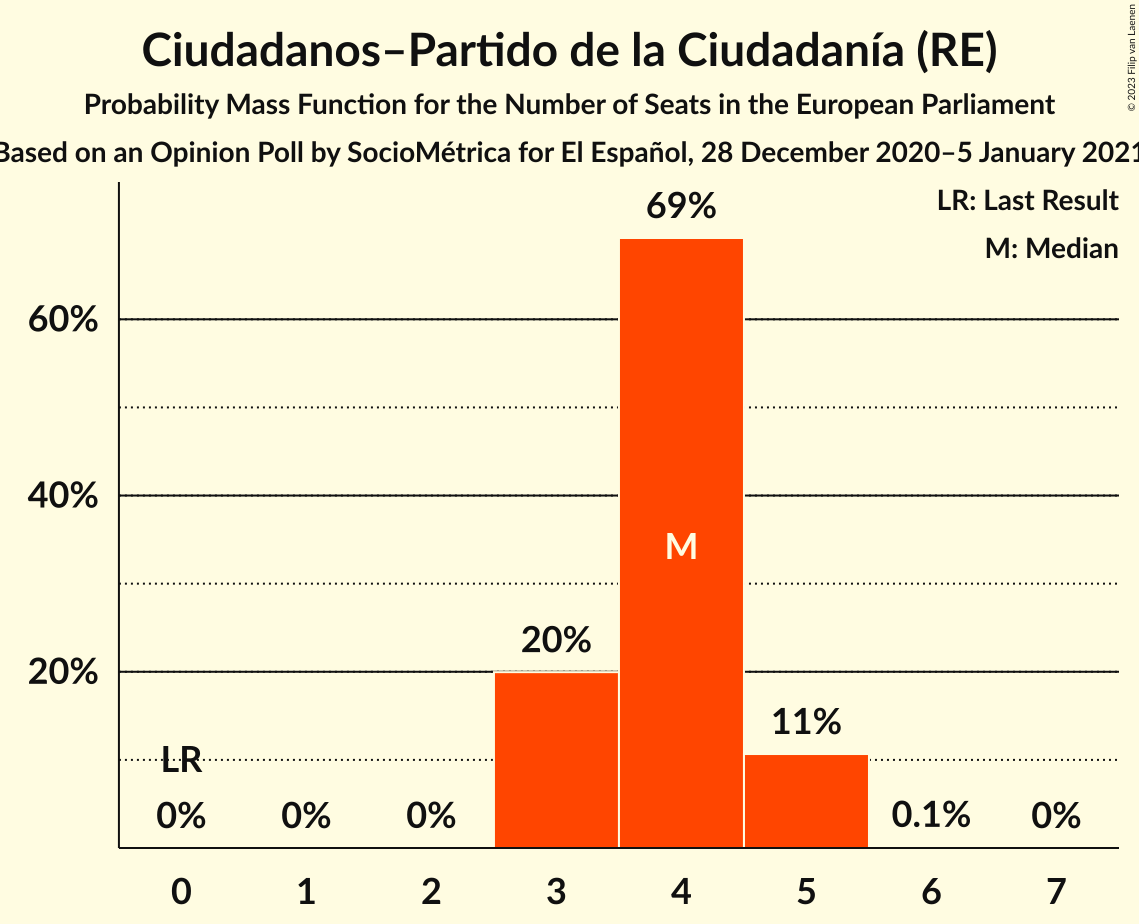 Ciudadanos–Partido de la Ciudadanía (RE)
Probability Mass Function for the Number of Seats in the European Parliament
Based on an Opinion Poll by SocioMétrica for El Español, 28 December 2020–5 January 2021
© 2023 Filip van Laenen
LR: Last Result
M: Median
69%
60%
40%
M
20%
20%
11%
LR
0% 0% 0% 0.1% 0%
0 1 2 3 4 5 6 7